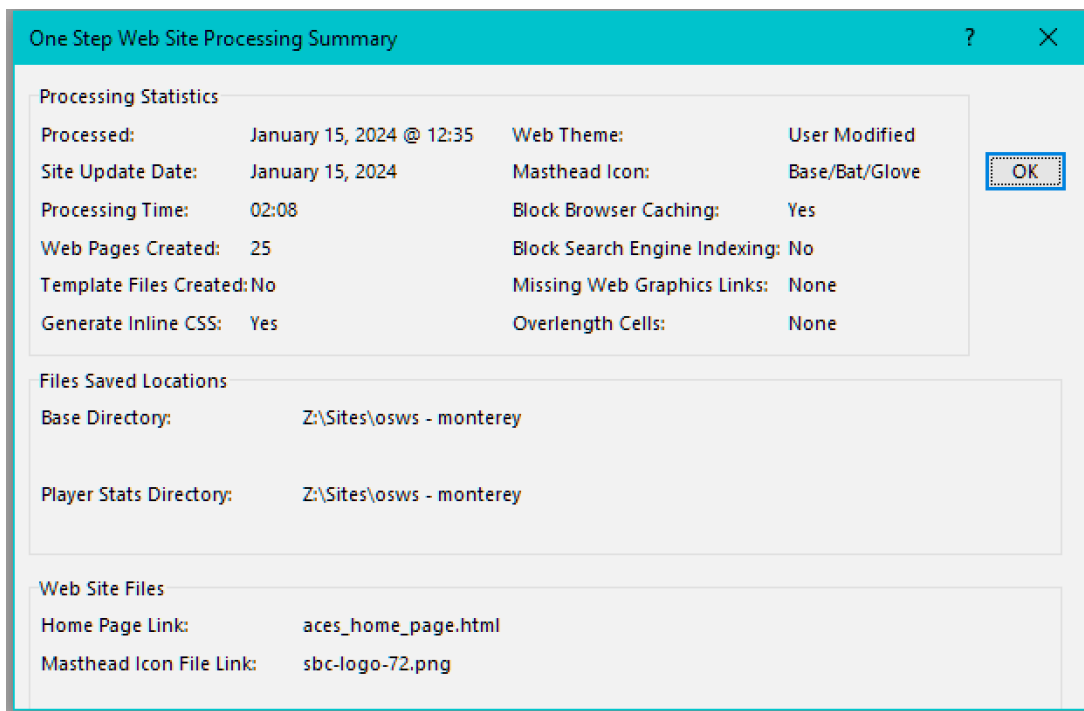 One Step Web Site Processing Summary ? ×
Processing Statistics
Processed: January 15, 2024 @ 12:35 Web Theme: User Modified
Site Update Date: January 15, 2024 Masthead Icon: Base/Bat/Glove OK
Processing Time: 02:08 Block Browser Caching: Yes
Web Pages Created: 25 Block Search Engine Indexing: No
Template Files Created: No Missing Web Graphics Links: None
Generate Inline CSS: Yes Overlength Cells: None
Files Saved Locations
Base Directory: Z:\Sites\osws - monterey
Player Stats Directory: Z:\Sites\osws - monterey
Web Site Files
Home Page Link: aces_home_page.html
Masthead Icon File Link: sbc-logo-72.png